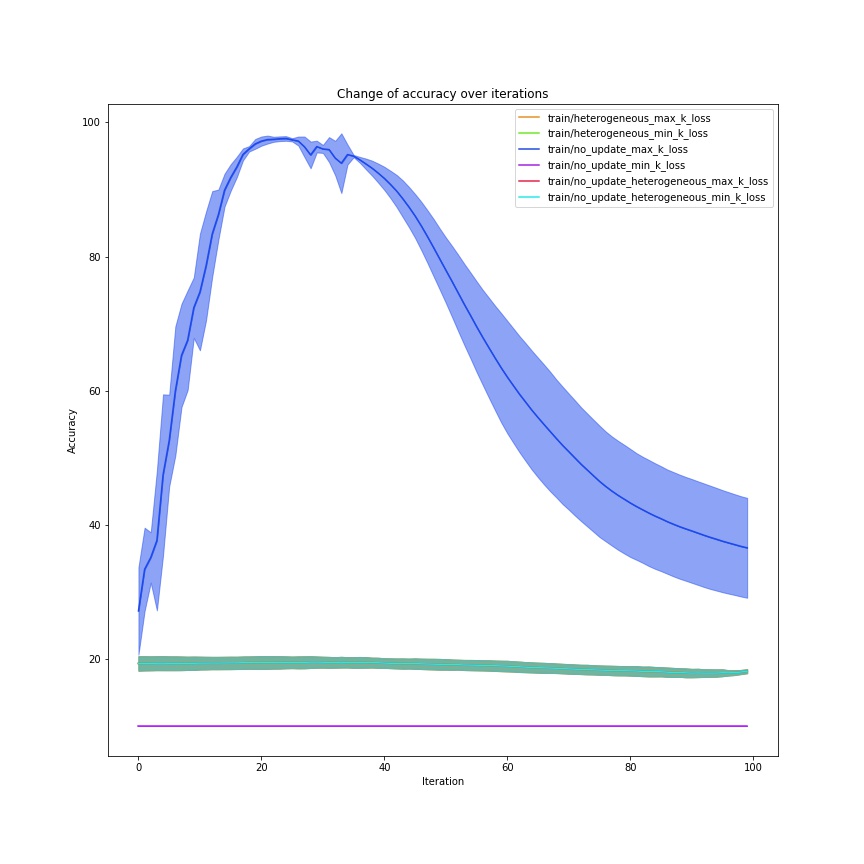 Change of accuracy over iterations
train/heterogeneous_max_k_loss
train/heterogeneous_min_k_loss
train/no_update_max_k_loss
train/no_update_min_k_loss
train/no_update_heterogeneous_max_k_loss
train/no_update_heterogeneous_min_k_loss
100
80
60
40
20
Accuracy
0 20 40 60 80 100
Iteration